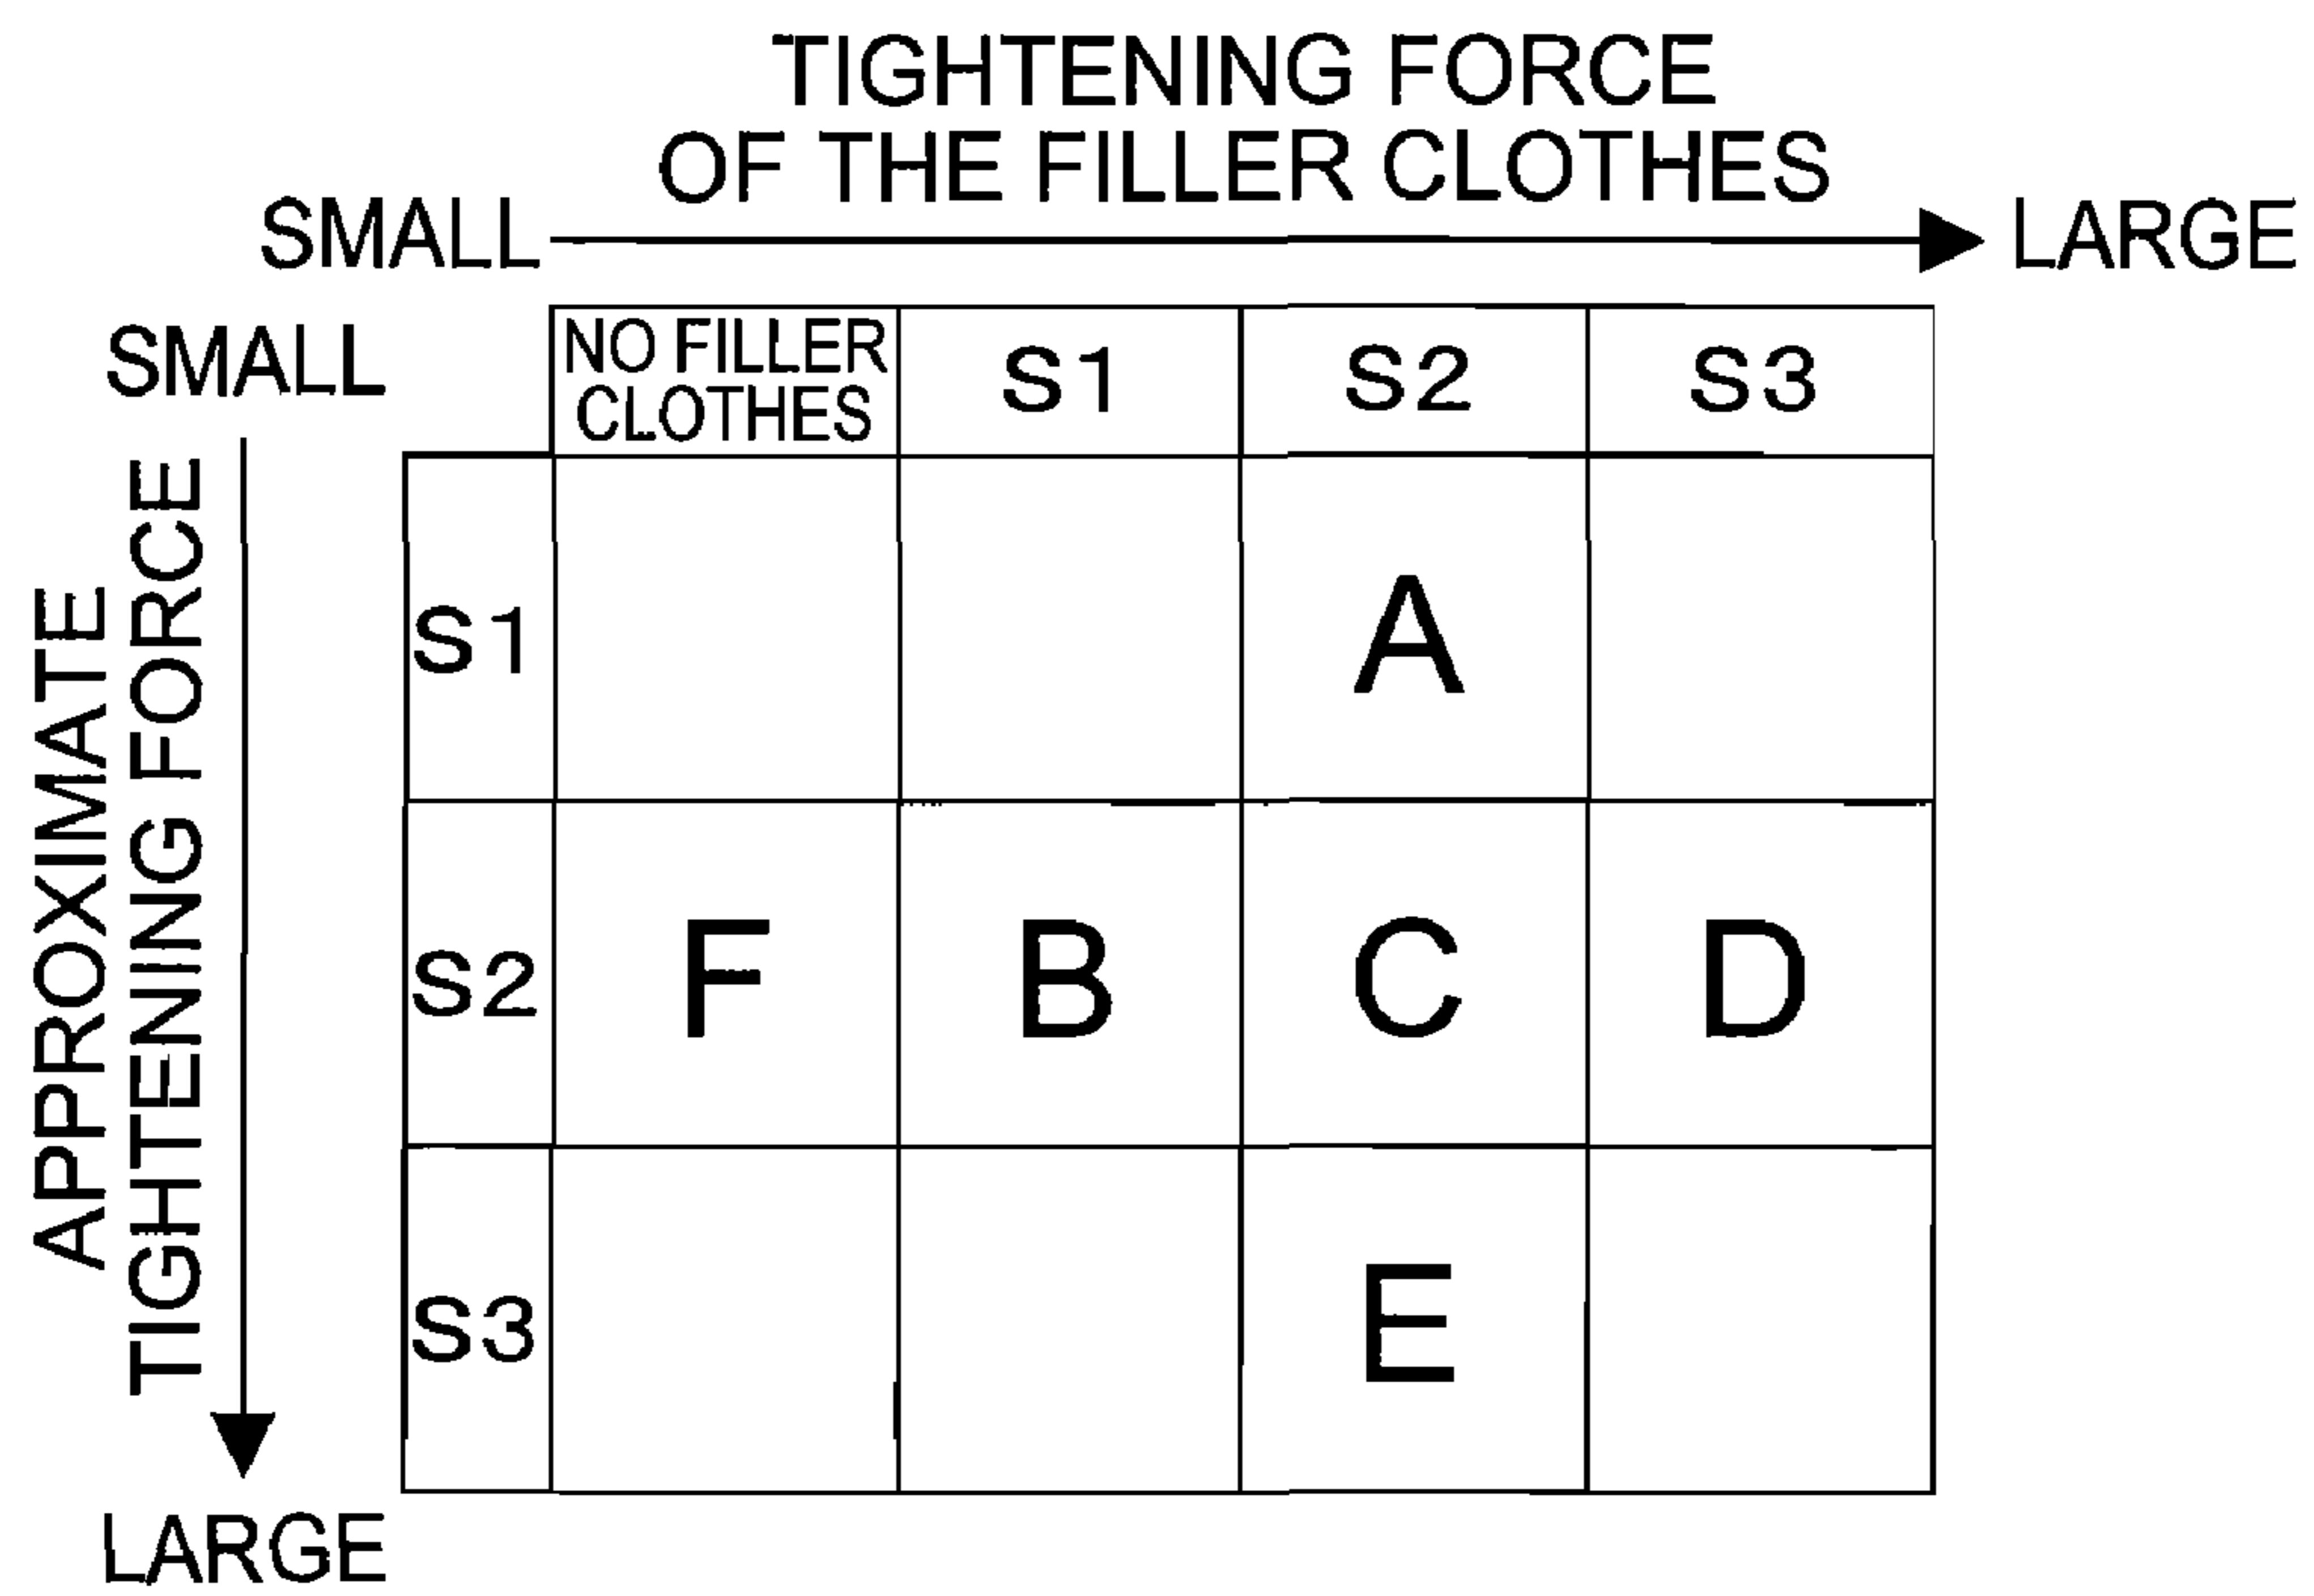 TIGHTENING FORCE
OF THE FILLER CLOTHES
SMALL
LARGE
SMALL
NO FILLER
CLOTHES
S1
S2
S3
APPROXIMATE
TIGHTENING FORCE
S1
A
S2
F
B
C
D
S3
E
LARGE